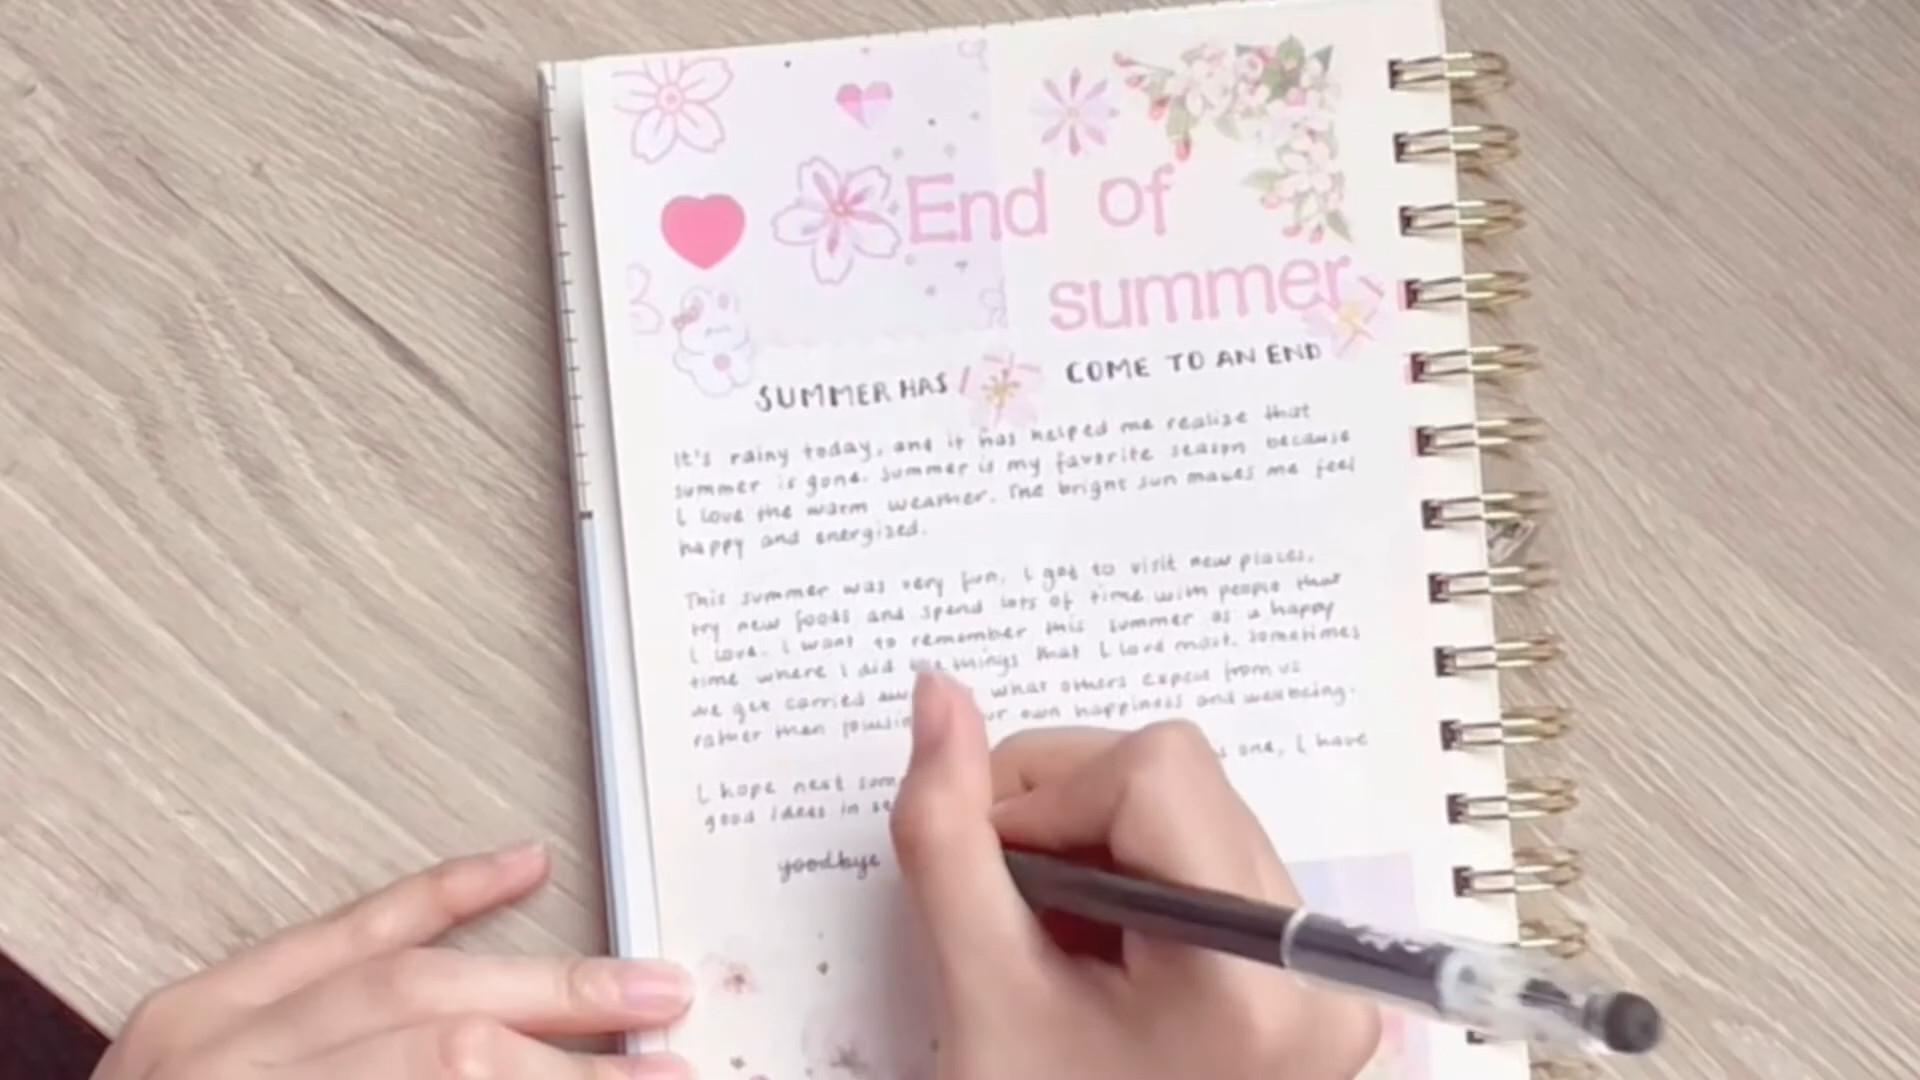 End of
summer
SUMMER HAS COME TO AN END
It's rainy today, and it has helped me realize that
summer is gone. Summer is my favorite season because
I love the warm weather. The bright sun makes me feel
happy and energized.
This summer was very fun, I got to visit new places,
try new foods and spend lots of time with people that
I love. I want to remember this summer as a happy
time where I did the things that I love most. Sometimes
we get carried what others expect from us
rather than own happiness and wellbeing.
I hope next one, I have
good ideas in
goodbye